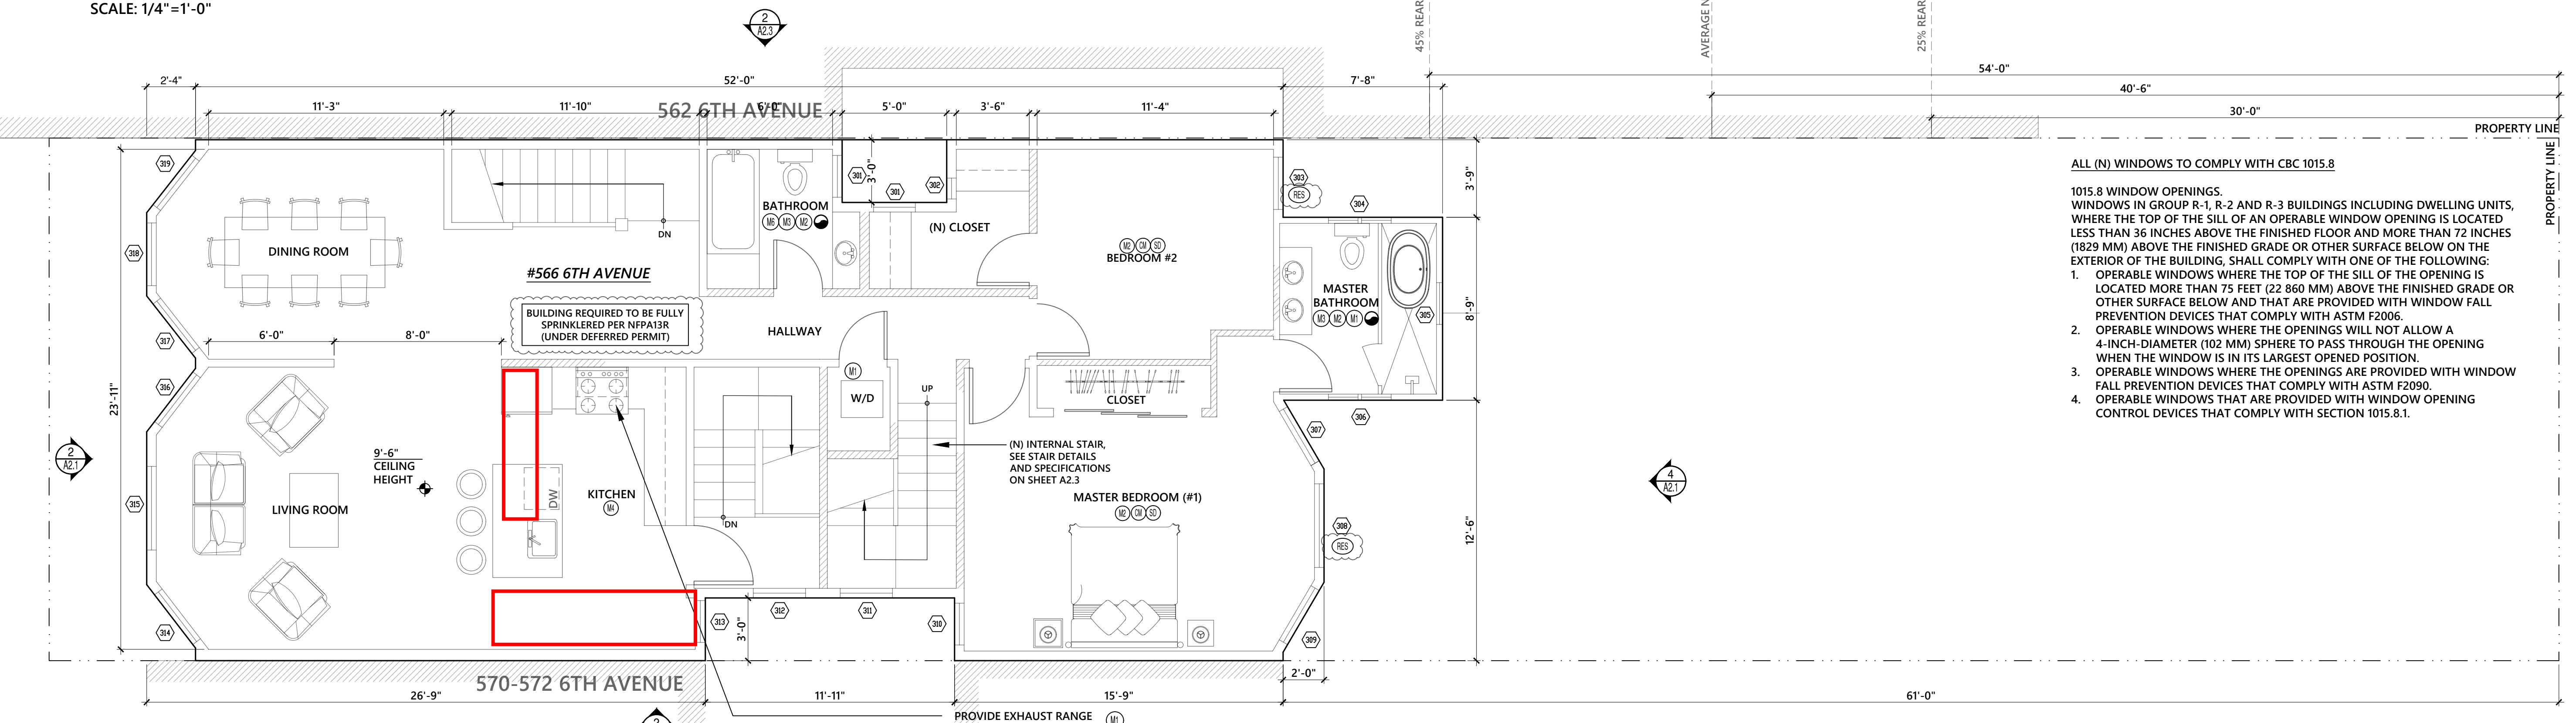 SCALE: 1/4"=1'-0"
2
A2.3
45% REAR
AVERAGE
25% REAR
2'-4"
52'-0"
7'-8"
54'-0"
40'-6"
30'-0"
11'-3"
11'-10"
6'-0"
5'-0"
3'-6"
11'-4"
562 6TH AVENUE
PROPERTY LINE
PROPERTY LINE
319
318
317
316
315
314
23'-11"
DINING ROOM
DN
#566 6TH AVENUE
BUILDING REQUIRED TO BE FULLY
SPRINKLERED PER NFPA13R
(UNDER DEFERRED PERMIT)
6'-0"
8'-0"
HALLWAY
BATHROOM
M6 M3 M2
301
3'-0"
301
302
(N) CLOSET
M2 CM SD
BEDROOM #2
303
RES
304
MASTER
BATHROOM
M3 M2 M1
305
306
3'-9"
8'-9"
12'-6"
ALL (N) WINDOWS TO COMPLY WITH CBC 1015.8
1015.8 WINDOW OPENINGS.
WINDOWS IN GROUP R-1, R-2 AND R-3 BUILDINGS INCLUDING DWELLING UNITS,
WHERE THE TOP OF THE SILL OF AN OPERABLE WINDOW OPENING IS LOCATED
LESS THAN 36 INCHES ABOVE THE FINISHED FLOOR AND MORE THAN 72 INCHES
(1829 MM) ABOVE THE FINISHED GRADE OR OTHER SURFACE BELOW ON THE
EXTERIOR OF THE BUILDING, SHALL COMPLY WITH ONE OF THE FOLLOWING:
1. OPERABLE WINDOWS WHERE THE TOP OF THE SILL OF THE OPENING IS
LOCATED MORE THAN 75 FEET (22 860 MM) ABOVE THE FINISHED GRADE OR
OTHER SURFACE BELOW AND THAT ARE PROVIDED WITH WINDOW FALL
PREVENTION DEVICES THAT COMPLY WITH ASTM F2006.
2. OPERABLE WINDOWS WHERE THE OPENINGS WILL NOT ALLOW A
4-INCH-DIAMETER (102 MM) SPHERE TO PASS THROUGH THE OPENING
WHEN THE WINDOW IS IN ITS LARGEST OPENED POSITION.
3. OPERABLE WINDOWS WHERE THE OPENINGS ARE PROVIDED WITH WINDOW
FALL PREVENTION DEVICES THAT COMPLY WITH ASTM F2090.
4. OPERABLE WINDOWS THAT ARE PROVIDED WITH WINDOW OPENING
CONTROL DEVICES THAT COMPLY WITH SECTION 1015.8.1.
2
A2.1
9'-6"
CEILING
HEIGHT
LIVING ROOM
DW
KITCHEN
M4
DN
M1
W/D
UP
(N) INTERNAL STAIR,
SEE STAIR DETAILS
AND SPECIFICATIONS
ON SHEET A2.3
CLOSET
MASTER BEDROOM (#1)
M2 CM SD
307
308
RES
309
4
A2.1
313
312
311
310
3'-0"
570-572 6TH AVENUE
26'-9"
11'-11"
15'-9"
2'-0"
61'-0"
PROVIDE EXHAUST RANGE
M1